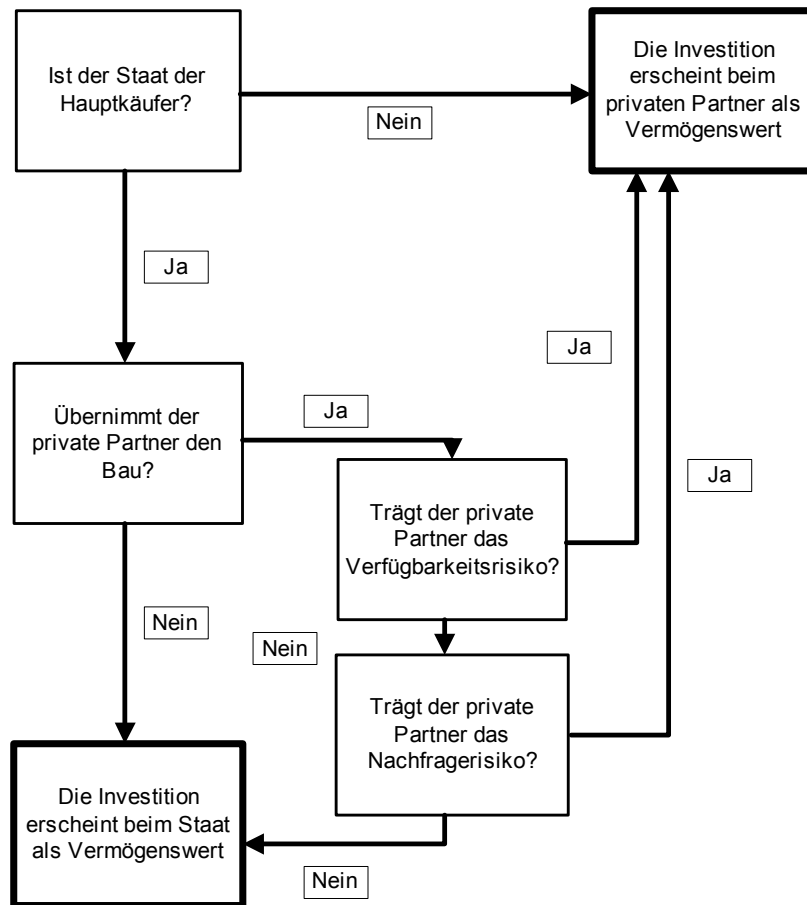 Ist der Staat der
Hauptkäufer?
Nein
Die Investition
erscheint beim
privaten Partner als
Vermögenswert
Ja
Übernimmt der
private Partner den
Bau?
Ja
Trägt der private
Partner das
Verfügbarkeitsrisiko?
Ja
Ja
Nein
Nein
Trägt der private
Partner das
Nachfragerisiko?
Die Investition
erscheint beim Staat
als Vermögenswert
Nein